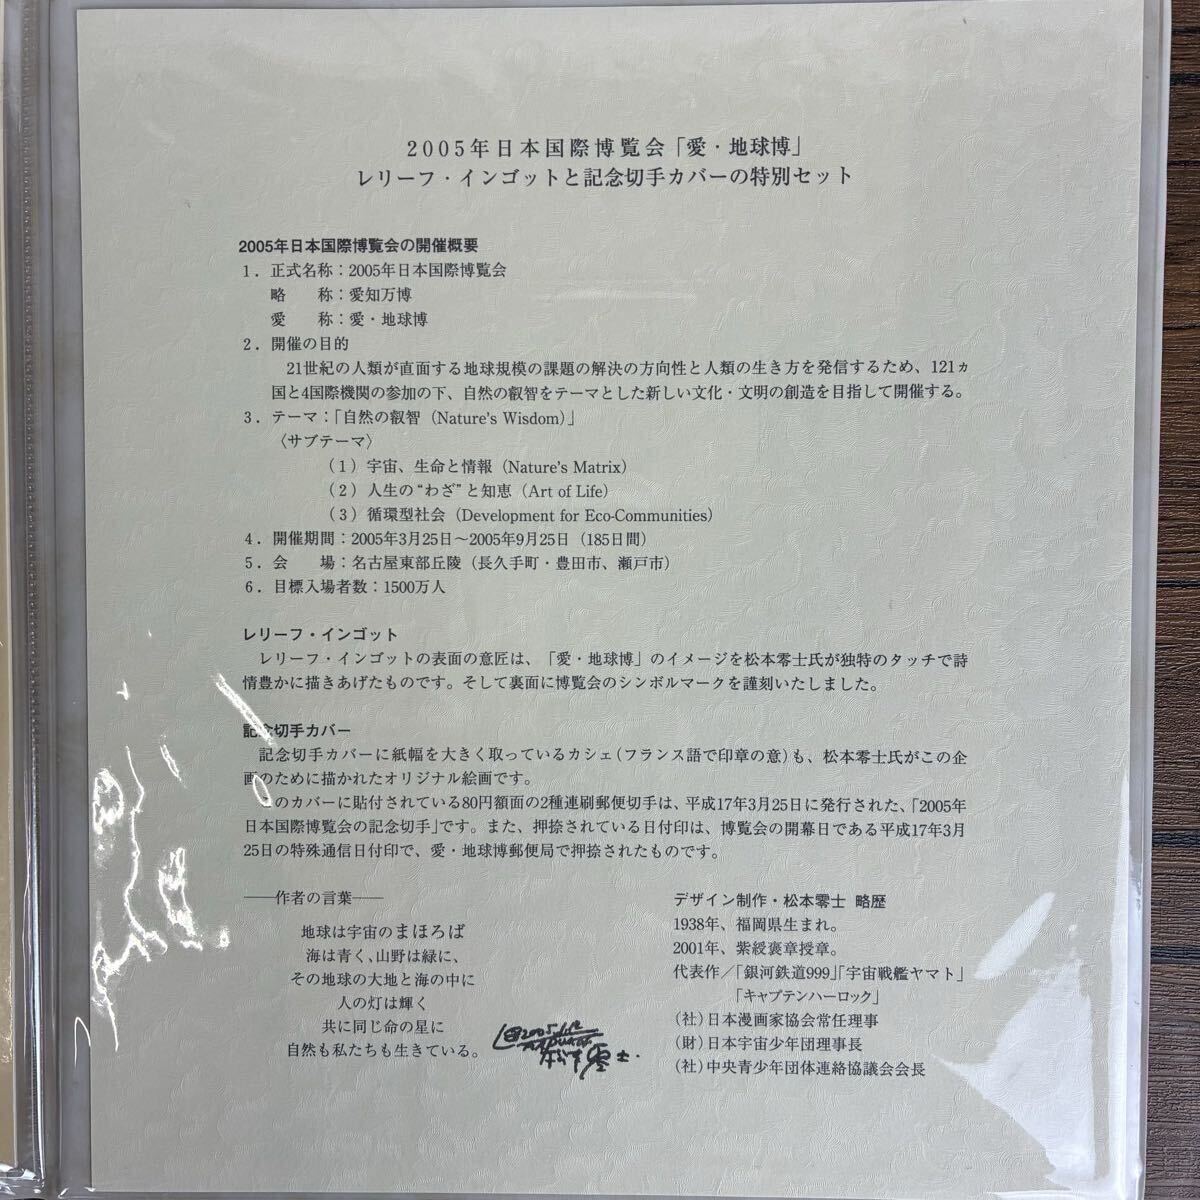 2005年日本国際博覧会「愛・地球博」
レリーフ・インゴットと記念切手カバーの特別セット
2005年日本国際博覧会の開催概要
1．正式名称：2005年日本国際博覧会
略　　称：愛知万博
愛　　称：愛・地球博
2．開催の目的
21世紀の人類が直面する地球規模の課題の解決の方向性と人類の生き方を発信するため、121ヵ
国と4国際機関の参加の下、自然の叡智をテーマとした新しい文化・文明の創造を目指して開催する。
3．テーマ：「自然の叡智（Nature's Wisdom）」
〈サブテーマ〉
（1）宇宙、生命と情報（Nature's Matrix）
（2）人生の“わざ”と知恵（Art of Life）
（3）循環型社会（Development for Eco-Communities）
4．開催期間：2005年3月25日～2005年9月25日（185日間）
5．会　　場：名古屋東部丘陵（長久手町・豊田市、瀬戸市）
6．目標入場者数：1500万人
レリーフ・インゴット
レリーフ・インゴットの表面の意匠は、「愛・地球博」のイメージを松本零士氏が独特のタッチで詩
情豊かに描きあげたものです。そして裏面に博覧会のシンボルマークを謹刻いたしました。
記念切手カバー
記念切手カバーに紙幅を大きく取っているカシェ（フランス語で印章の意）も、松本零士氏がこの企
画のために描かれたオリジナル絵画です。
このカバーに貼付されている80円額面の2種連刷郵便切手は、平成17年3月25日に発行された、「2005年
日本国際博覧会の記念切手」です。また、押捺されている日付印は、博覧会の開幕日である平成17年3月
25日の特殊通信日付印で、愛・地球博郵便局で押捺されたものです。
――作者の言葉――
地球は宇宙のまほろば
海は青く、山野は緑に、
その地球の大地と海の中に
人の灯は輝く
共に同じ命の星に
自然も私たちも生きている。
デザイン制作・松本零士 略歴
1938年、福岡県生まれ。
2001年、紫綬褒章授章。
代表作／「銀河鉄道999」「宇宙戦艦ヤマト」
「キャプテンハーロック」
（社）日本漫画家協会常任理事
（財）日本宇宙少年団理事長
（社）中央青少年団体連絡協議会会長